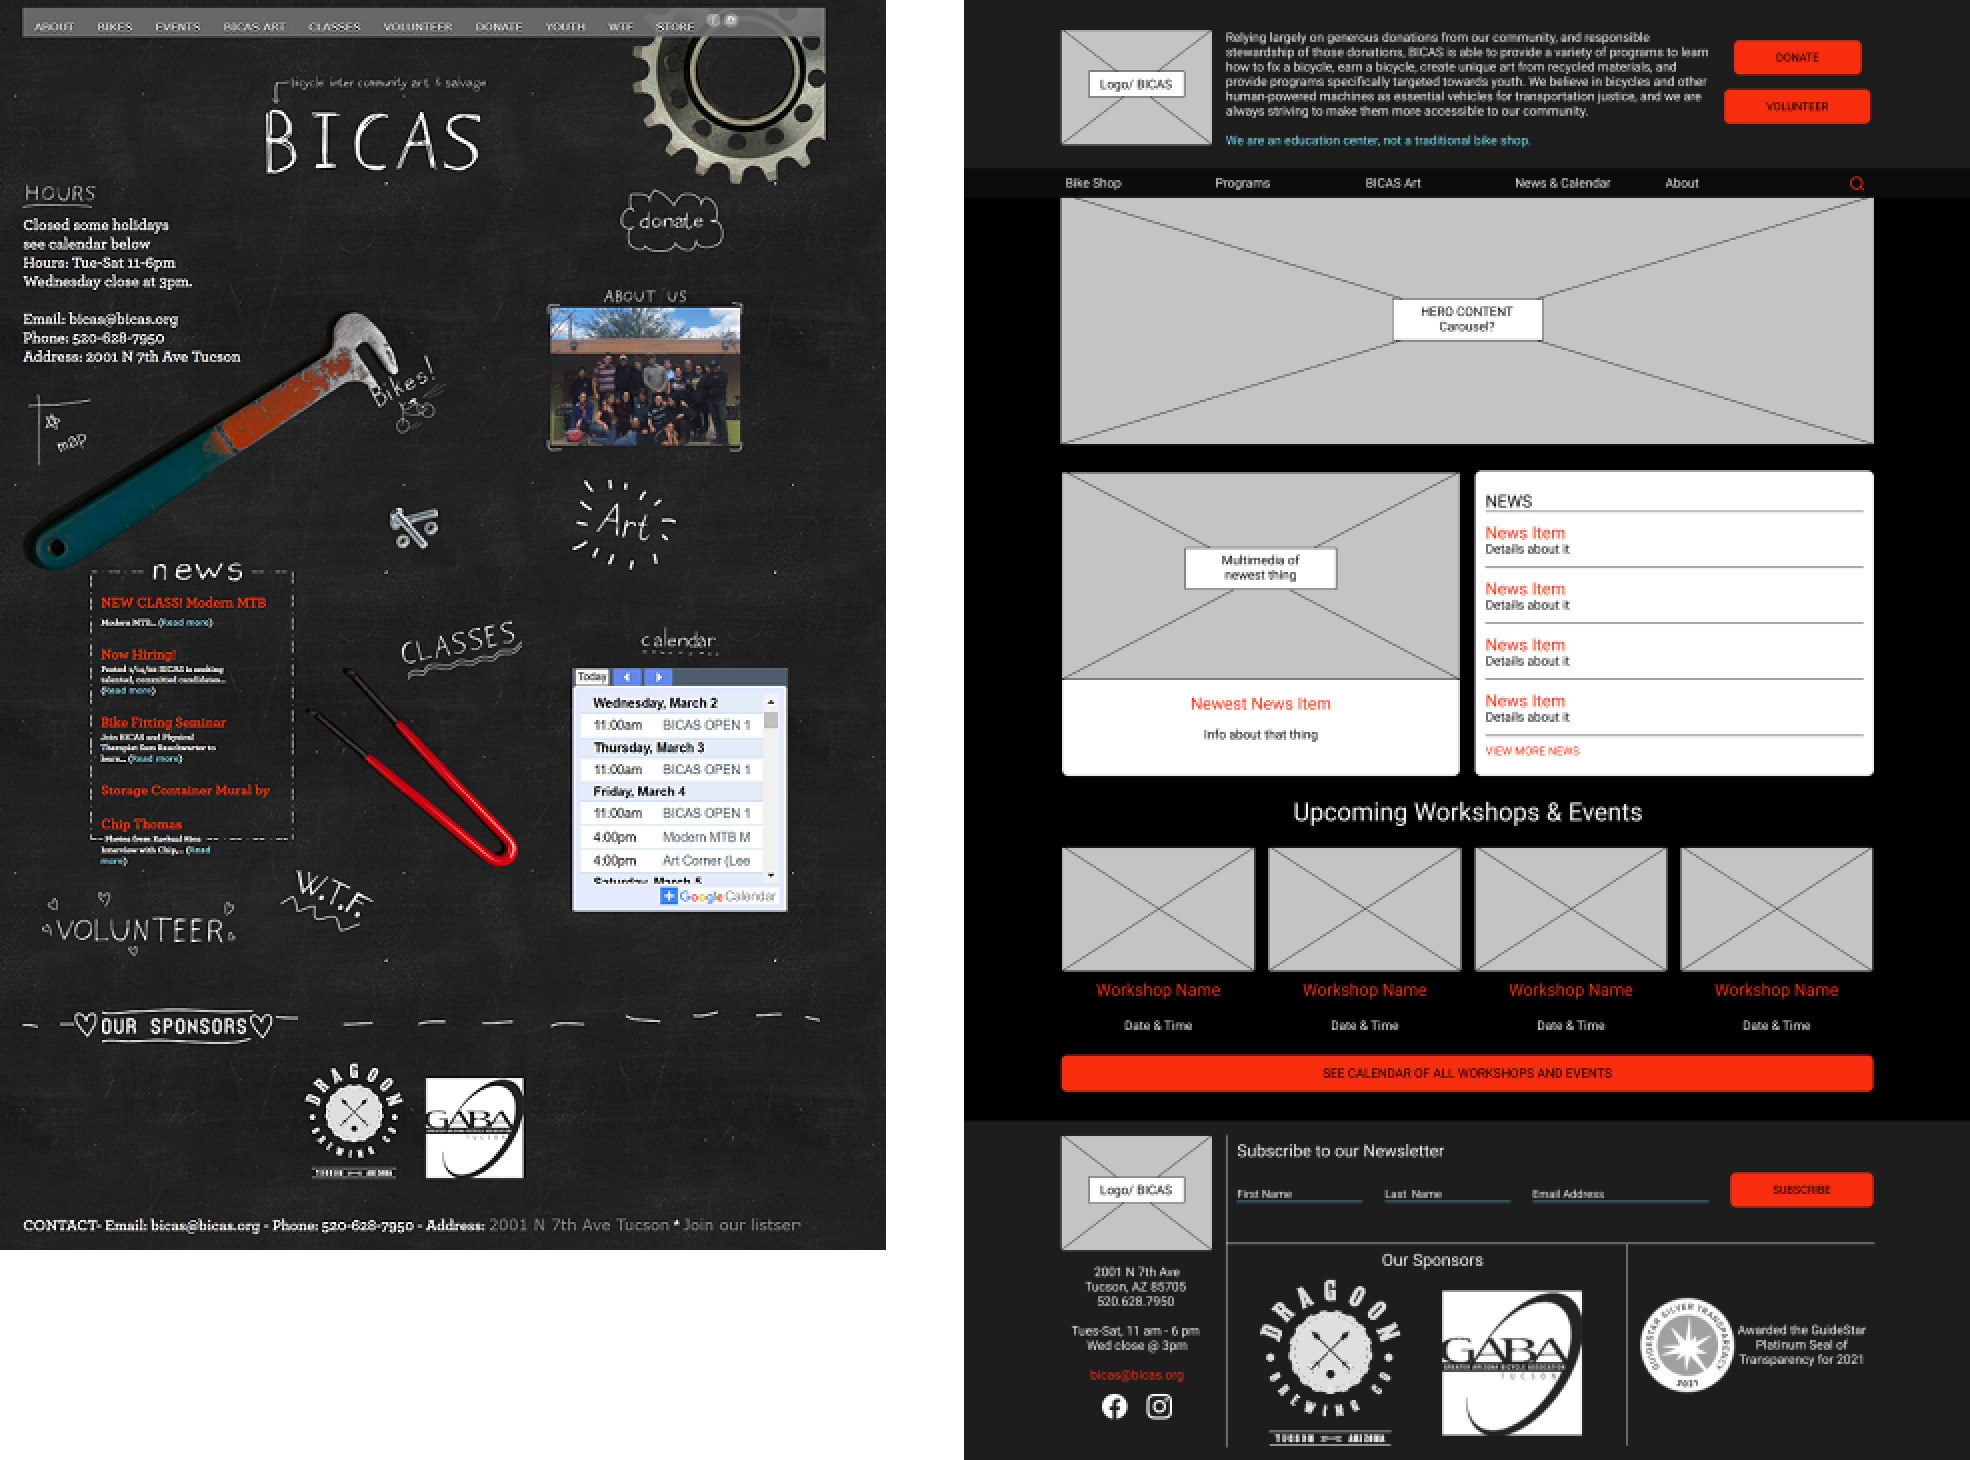 ABOUT BIKES EVENTS BICAS ART CLASSES VOLUNTEER DONATE YOUTH WTF STORE
bicycle inter community art & salvage
BICAS
HOURS
Closed some holidays
see calendar below
Hours: Tue-Sat 11-6pm
Wednesday close at 3pm.
Email: bicas@bicas.org
Phone: 520-628-7950
Address: 2001 N 7th Ave Tucson
donate
ABOUT US
Bikes!
map
Art
news
NEW CLASS! Modern MTB
Modern MTB... (Read more)
Now Hiring!
Posted 2/14/22 BICAS is seeking
talented, committed candidates...
(Read more)
Bike Fitting Seminar
Join BICAS and Physical
Therapist Sam
to
learn... (Read more)
Storage Container Mural by
Chip Thomas
Photos from
Interview with Chip,... (Read
more)
CLASSES
calendar
Today
Wednesday, March 2
11:00am BICAS OPEN 1
Thursday, March 3
11:00am BICAS OPEN 1
Friday, March 4
11:00am BICAS OPEN 1
4:00pm Modern MTB M
4:00pm Art Corner (Lee
Saturday, March 5
Google Calendar
W.T.F.
VOLUNTEER
OUR SPONSORS
DRAGOON
BREWING CO
TUCSON ARIZONA
GABA
TUCSON
CONTACT- Email: bicas@bicas.org - Phone: 520-628-7950 - Address: 2001 N 7th Ave Tucson * Join our listser
Logo/ BICAS
Relying largely on generous donations from our community, and responsible
stewardship of those donations, BICAS is able to provide a variety of programs to learn
how to fix a bicycle, earn a bicycle, create unique art from recycled materials, and
provide programs specifically targeted towards youth. We believe in bicycles and other
human-powered machines as essential vehicles for transportation justice, and we are
always striving to make them more accessible to our community.
We are an education center, not a traditional bike shop.
DONATE
VOLUNTEER
Bike Shop Programs BICAS Art News & Calendar About
HERO CONTENT
Carousel?
Multimedia of
newest thing
Newest News Item
Info about that thing
NEWS
News Item
Details about it
News Item
Details about it
News Item
Details about it
News Item
Details about it
VIEW MORE NEWS
Upcoming Workshops & Events
Workshop Name Workshop Name Workshop Name Workshop Name
Date & Time Date & Time Date & Time Date & Time
SEE CALENDAR OF ALL WORKSHOPS AND EVENTS
Logo/ BICAS
2001 N 7th Ave
Tucson, AZ 85705
520.628.7950
Tues-Sat, 11 am - 6 pm
Wed close @ 3pm
bicas@bicas.org
Subscribe to our Newsletter
First Name Last Name Email Address
SUBSCRIBE
Our Sponsors
DRAGOON
BREWING CO
TUCSON ARIZONA
GABA
GREATER ARIZONA BICYCLE ASSOCIATION
TUCSON
GUIDESTAR SILVER TRANSPARENCY
2021
Awarded the GuideStar
Platinum Seal of
Transparency for 2021